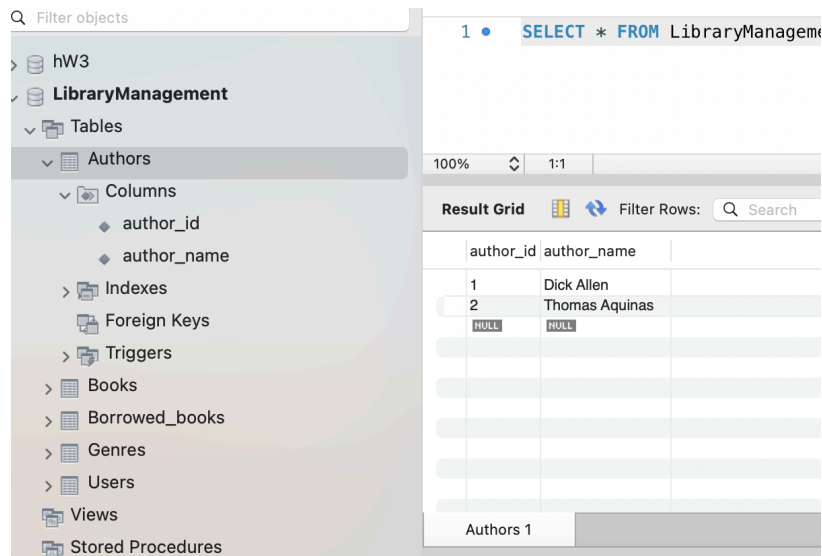 Filter objects
hW3
LibraryManagement
Tables
Authors
Columns
author_id
author_name
Indexes
Foreign Keys
Triggers
Books
Borrowed_books
Genres
Users
Views
Stored Procedures
1 SELECT * FROM LibraryManageme
100% 1:1
Result Grid Filter Rows: Search
author_id author_name
1 Dick Allen
2 Thomas Aquinas
NULL NULL
Authors 1